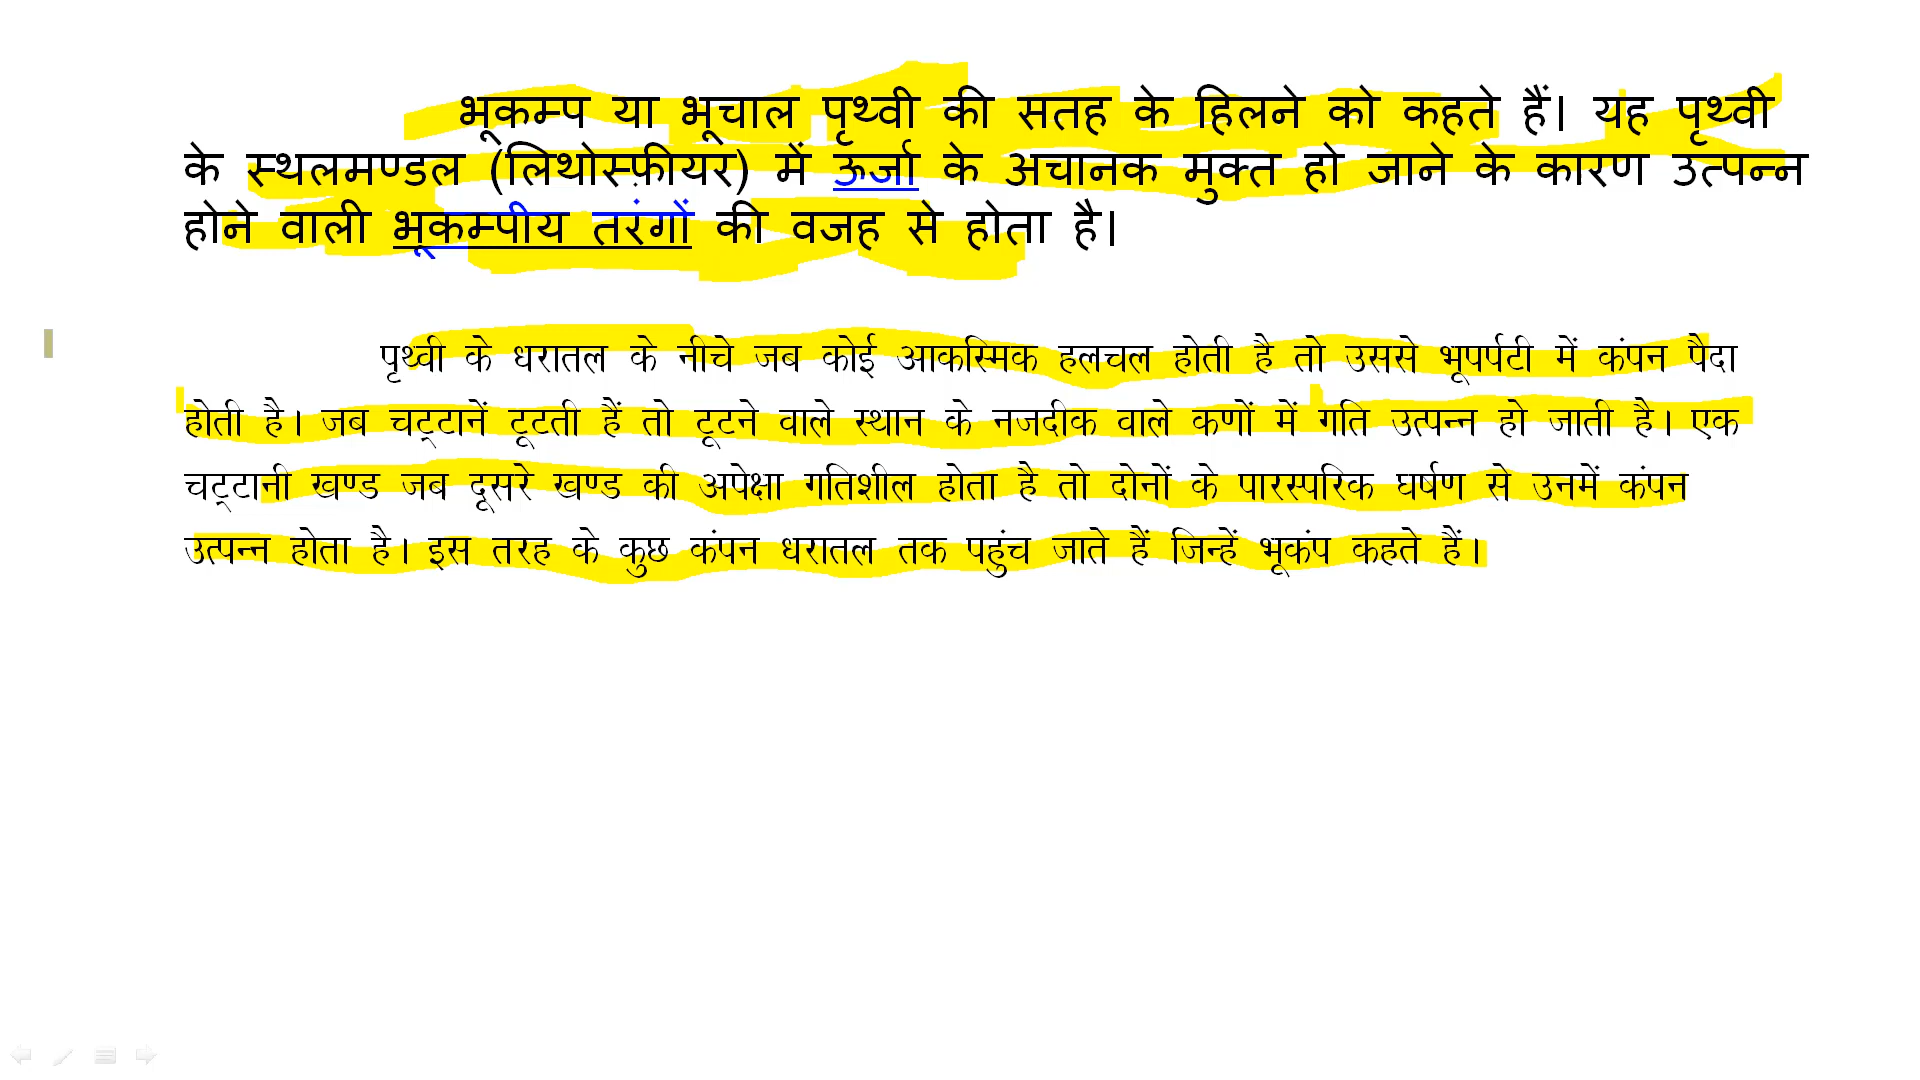 भूकम्प या भूचाल पृथ्वी की सतह के हिलने को कहते हैं। यह पृथ्वी
के स्थलमण्डल (लिथोस्फ़ीयर) में ऊर्जा के अचानक मुक्त हो जाने के कारण उत्पन्न
होने वाली भूकम्पीय तरंगों की वजह से होता है।
पृथ्वी के धरातल के नीचे जब कोई आकस्मिक हलचल होती है तो उससे भूपर्पटी में कंपन पैदा
होती है। जब चट्टानें टूटती हैं तो टूटने वाले स्थान के नजदीक वाले कणों में गति उत्पन्न हो जाती है। एक
चट्टानी खण्ड जब दूसरे खण्ड की अपेक्षा गतिशील होता है तो दोनों के पारस्परिक घर्षण से उनमें कंपन
उत्पन्न होता है। इस तरह के कुछ कंपन धरातल तक पहुंच जाते हैं जिन्हें भूकंप कहते हैं।